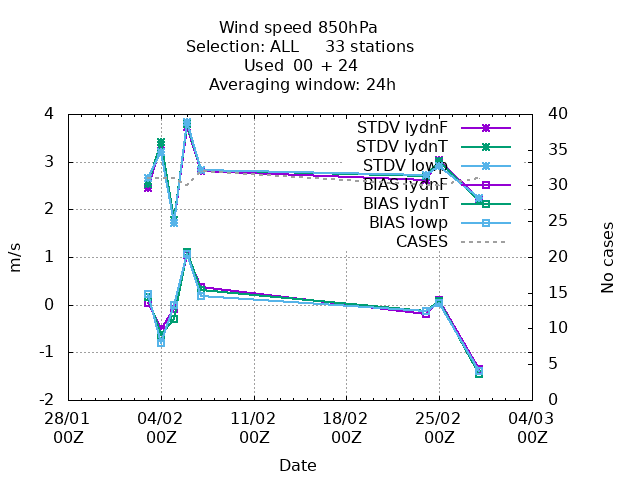 Wind speed 850hPa
Selection: ALL 33 stations
Used 00 + 24
Averaging window: 24h
4
3
2
1
0
-1
-2
m/s
40
35
30
25
20
15
10
5
0
No cases
STDV lydnF
STDV lydnT
STDV lowp
BIAS lydnF
BIAS lydnT
BIAS lowp
CASES
28/01 04/02 11/02 18/02 25/02 04/03
00Z 00Z 00Z 00Z 00Z 00Z
Date